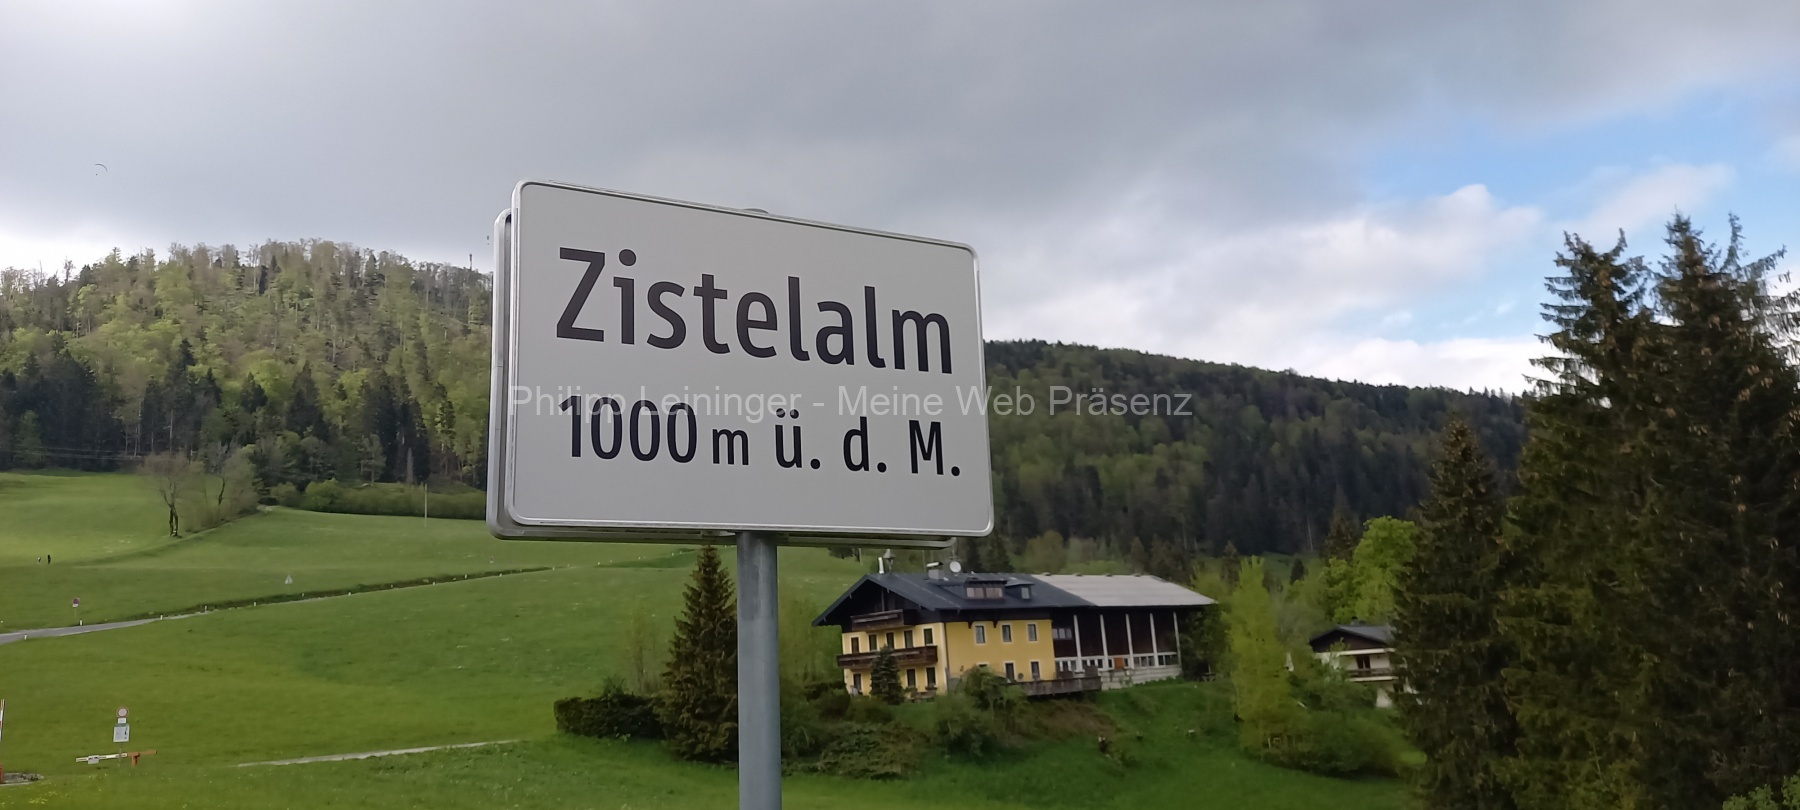 Zistelalm
Philipp Leininger - Meine Web Präsenz
1000 m ü. d. M.